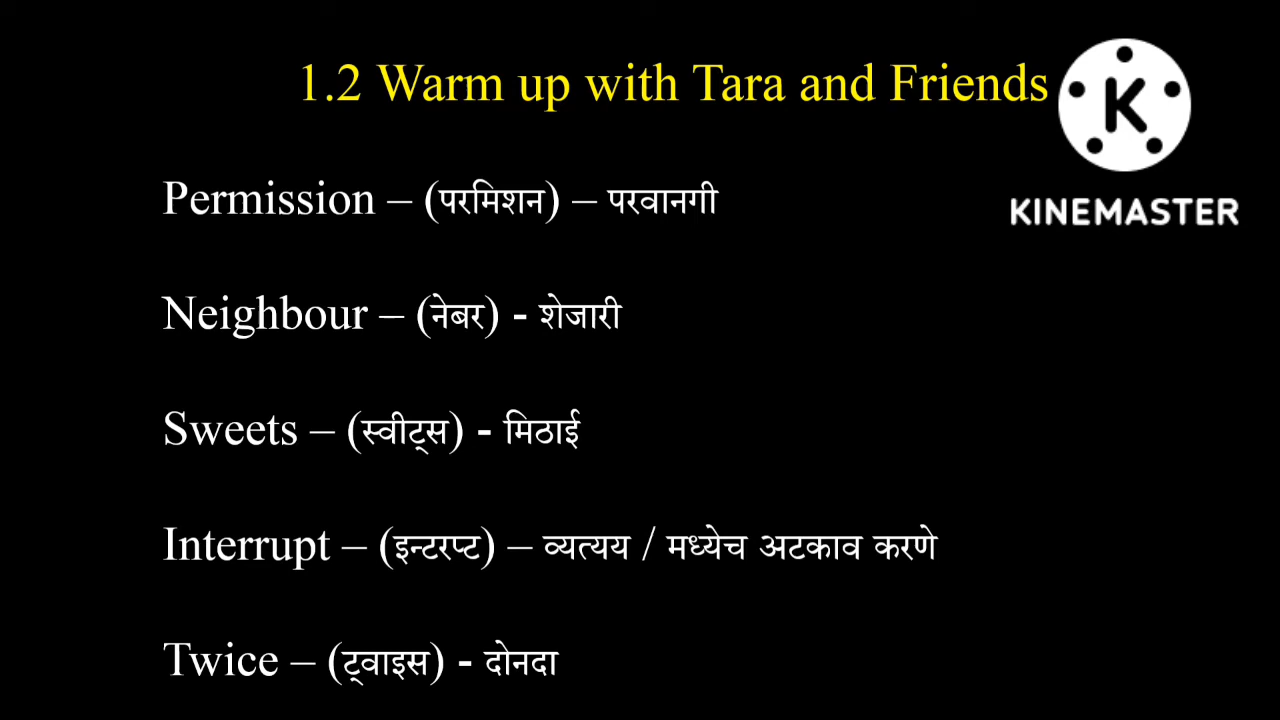 1.2 Warm up with Tara and Friends
K
KINEMASTER
Permission – (परमिशन) – परवानगी
Neighbour – (नेबर) - शेजारी
Sweets – (स्वीट्स) - मिठाई
Interrupt – (इन्टरप्ट) – व्यत्यय / मध्येच अटकाव करणे
Twice – (ट्वाइस) - दोनदा